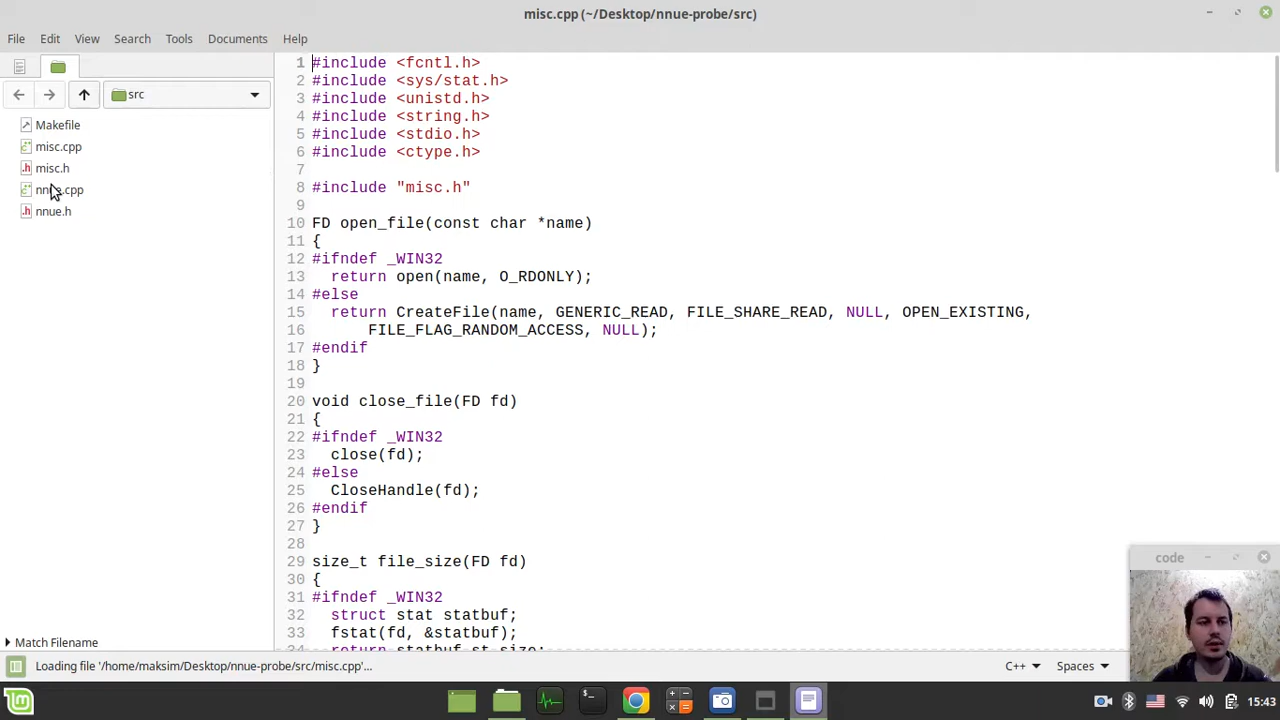 misc.cpp (~/Desktop/nnue-probe/src)
File Edit View Search Tools Documents Help
src
Makefile
misc.cpp
misc.h
nnue.cpp
nnue.h
Match Filename
1 #include <fcntl.h>
2 #include <sys/stat.h>
3 #include <unistd.h>
4 #include <string.h>
5 #include <stdio.h>
6 #include <ctype.h>
7
8 #include "misc.h"
9
10 FD open_file(const char *name)
11 {
12 #ifndef _WIN32
13 return open(name, O_RDONLY);
14 #else
15 return CreateFile(name, GENERIC_READ, FILE_SHARE_READ, NULL, OPEN_EXISTING,
16 FILE_FLAG_RANDOM_ACCESS, NULL);
17 #endif
18 }
19
20 void close_file(FD fd)
21 {
22 #ifndef _WIN32
23 close(fd);
24 #else
25 CloseHandle(fd);
26 #endif
27 }
28
29 size_t file_size(FD fd)
30 {
31 #ifndef _WIN32
32 struct stat statbuf;
33 fstat(fd, &statbuf);
34 return statbuf.st_size;
code
Loading file '/home/maksim/Desktop/nnue-probe/src/misc.cpp'...
C++ Spaces
15:43